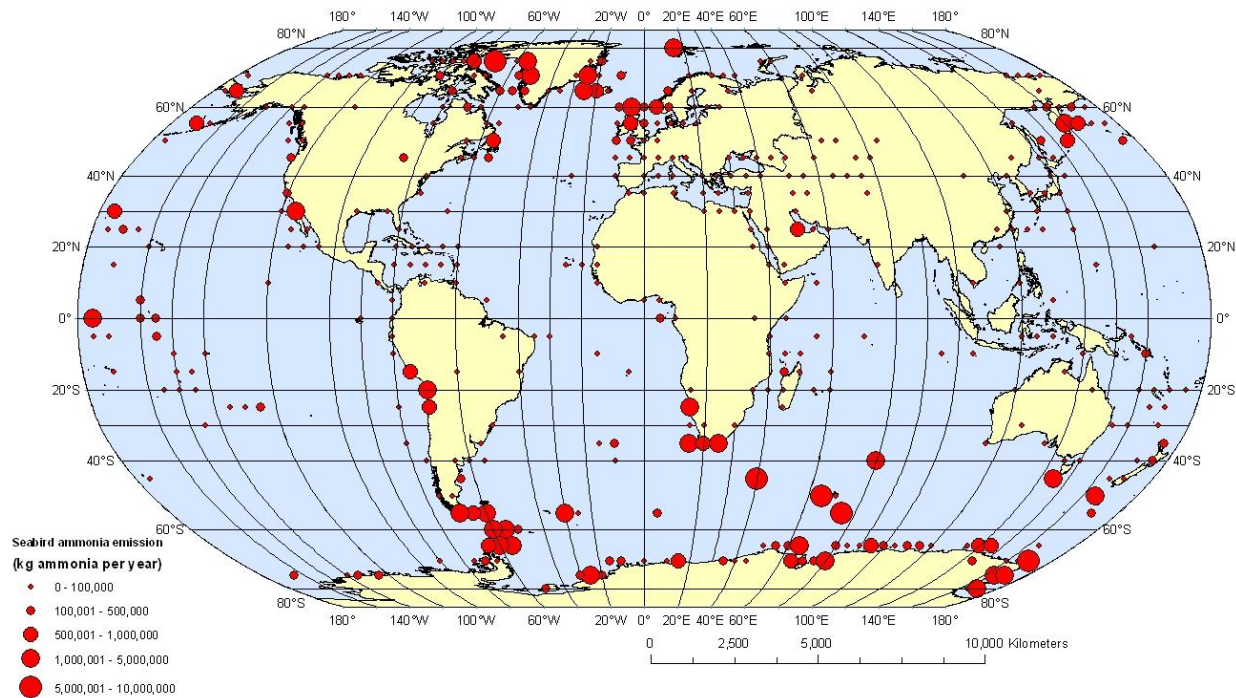 180° 140°W 100°W 60°W 20°W 0° 20°E 60°E 100°E 140°E 180°
80°N 80°N
60°N 60°N
40°N 40°N
20°N 20°N
0° 0°
20°S 20°S
40°S 40°S
60°S 60°S
80°S 80°S
180° 140°W 100°W 60°W 20°W 0° 20°E 60°E 100°E 140°E 180°
Seabird ammonia emission
(kg ammonia per year)
0 - 100,000
100,001 - 500,000
500,001 - 1,000,000
1,000,001 - 5,000,000
5,000,001 - 10,000,000
0 2,500 5,000 10,000 Kilometers